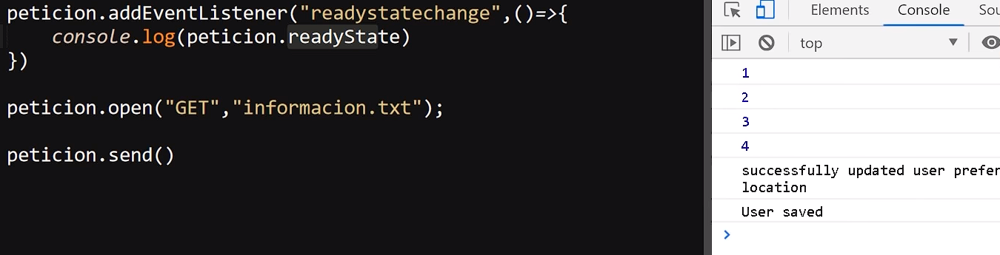 peticion.addEventListener("readystatechange",()=>{
console.log(peticion.readyState)
})
peticion.open("GET","informacion.txt");
peticion.send()
Elements Console Sou
top
1
2
3
4
successfully updated user prefer
location
User saved